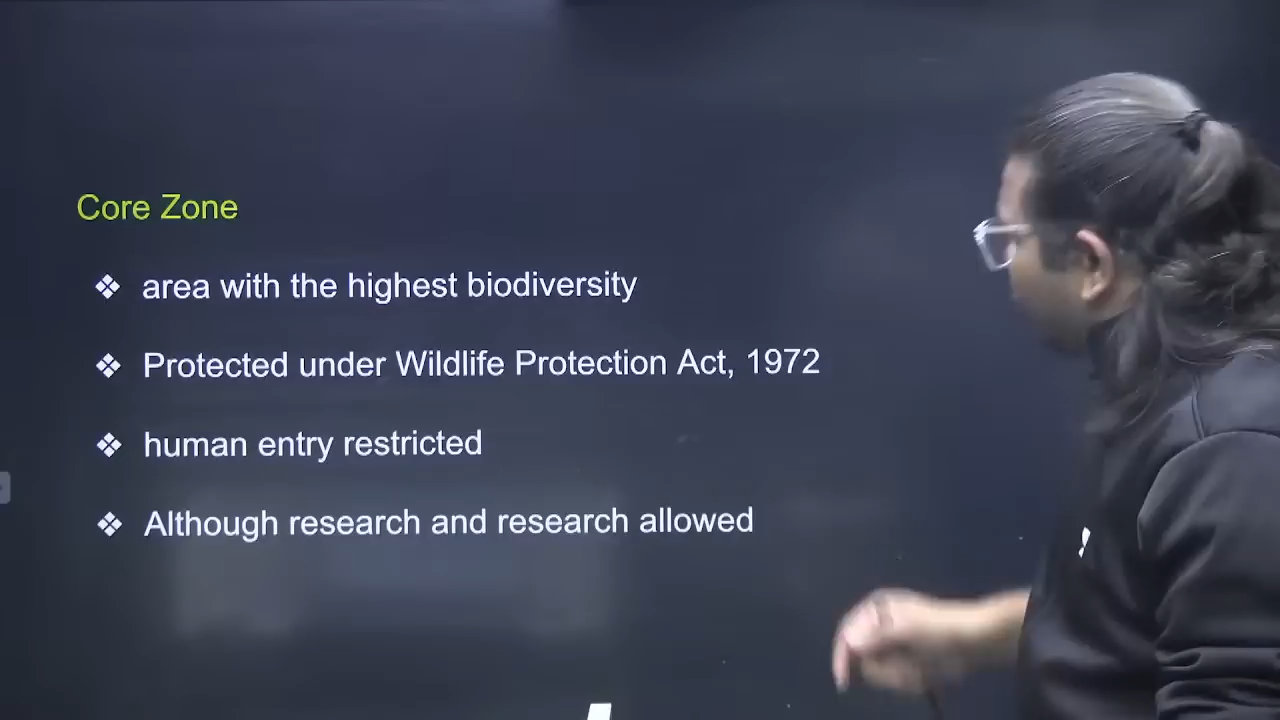 Core Zone
❖ area with the highest biodiversity
❖ Protected under Wildlife Protection Act, 1972
❖ human entry restricted
❖ Although research and research allowed